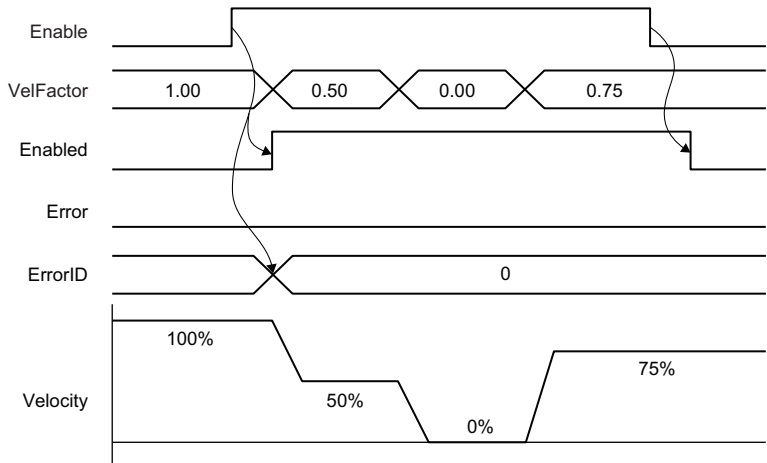 Enable
VelFactor
1.00 0.50 0.00 0.75
Enabled
Error
ErrorID
0
100%
50%
0%
75%
Velocity